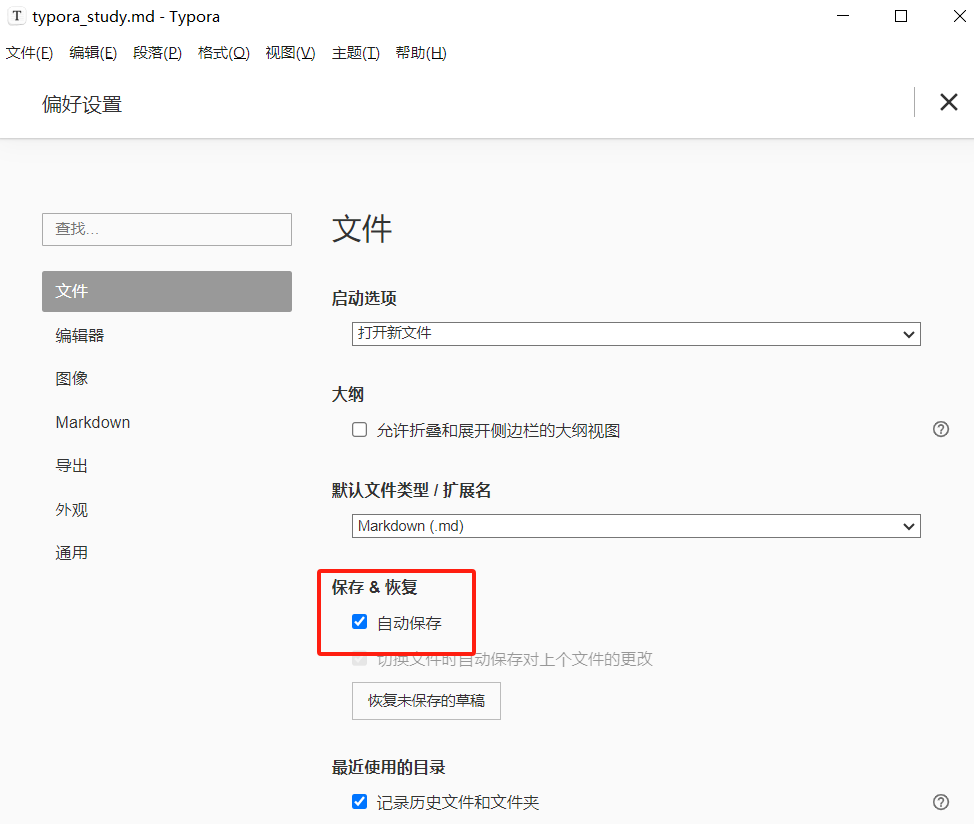 T typora_study.md - Typora
文件(F) 编辑(E) 段落(P) 格式(O) 视图(V) 主题(T) 帮助(H)
偏好设置
查找...
文件
编辑器
图像
Markdown
导出
外观
通用
文件
启动选项
打开新文件
大纲
允许折叠和展开侧边栏的大纲视图
默认文件类型 / 扩展名
Markdown (.md)
保存 & 恢复
自动保存
切换文件时自动保存对上个文件的更改
恢复未保存的草稿
最近使用的目录
记录历史文件和文件夹